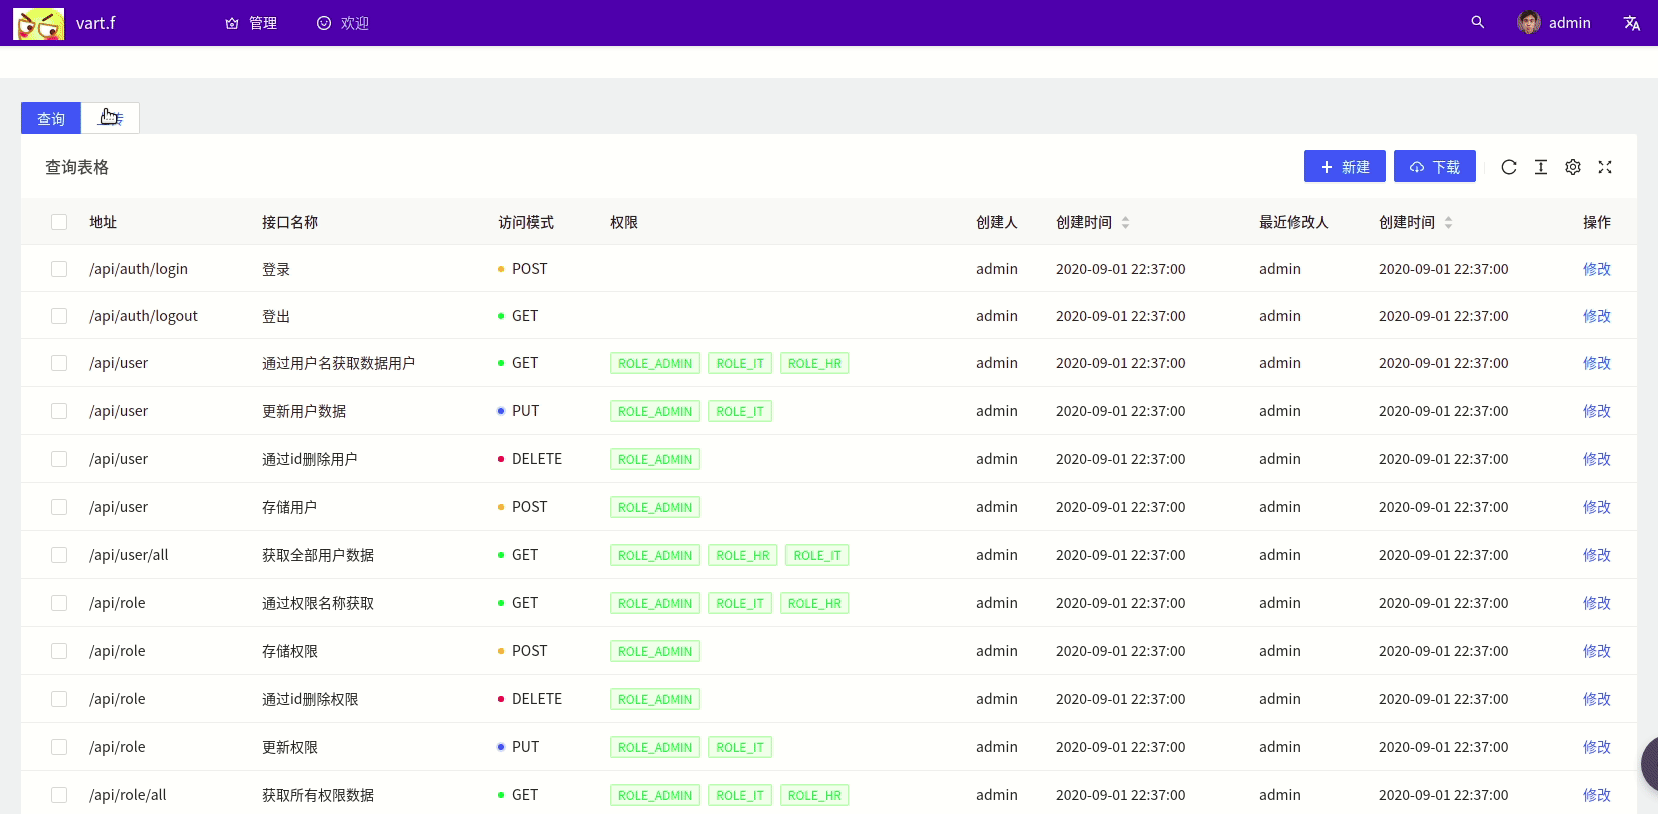 vart.f 管理 欢迎 admin
查询
查询表格 新建 下载
地址 接口名称 访问模式 权限 创建人 创建时间 最近修改人 创建时间 操作
/api/auth/login 登录 POST admin 2020-09-01 22:37:00 admin 2020-09-01 22:37:00 修改
/api/auth/logout 登出 GET admin 2020-09-01 22:37:00 admin 2020-09-01 22:37:00 修改
/api/user 通过用户名获取数据用户 GET ROLE_ADMIN ROLE_IT ROLE_HR admin 2020-09-01 22:37:00 admin 2020-09-01 22:37:00 修改
/api/user 更新用户数据 PUT ROLE_ADMIN ROLE_IT admin 2020-09-01 22:37:00 admin 2020-09-01 22:37:00 修改
/api/user 通过id删除用户 DELETE ROLE_ADMIN admin 2020-09-01 22:37:00 admin 2020-09-01 22:37:00 修改
/api/user 存储用户 POST ROLE_ADMIN admin 2020-09-01 22:37:00 admin 2020-09-01 22:37:00 修改
/api/user/all 获取全部用户数据 GET ROLE_ADMIN ROLE_HR ROLE_IT admin 2020-09-01 22:37:00 admin 2020-09-01 22:37:00 修改
/api/role 通过权限名称获取 GET ROLE_ADMIN ROLE_IT ROLE_HR admin 2020-09-01 22:37:00 admin 2020-09-01 22:37:00 修改
/api/role 存储权限 POST ROLE_ADMIN admin 2020-09-01 22:37:00 admin 2020-09-01 22:37:00 修改
/api/role 通过id删除权限 DELETE ROLE_ADMIN admin 2020-09-01 22:37:00 admin 2020-09-01 22:37:00 修改
/api/role 更新权限 PUT ROLE_ADMIN ROLE_IT admin 2020-09-01 22:37:00 admin 2020-09-01 22:37:00 修改
/api/role/all 获取所有权限数据 GET ROLE_ADMIN ROLE_IT ROLE_HR admin 2020-09-01 22:37:00 admin 2020-09-01 22:37:00 修改